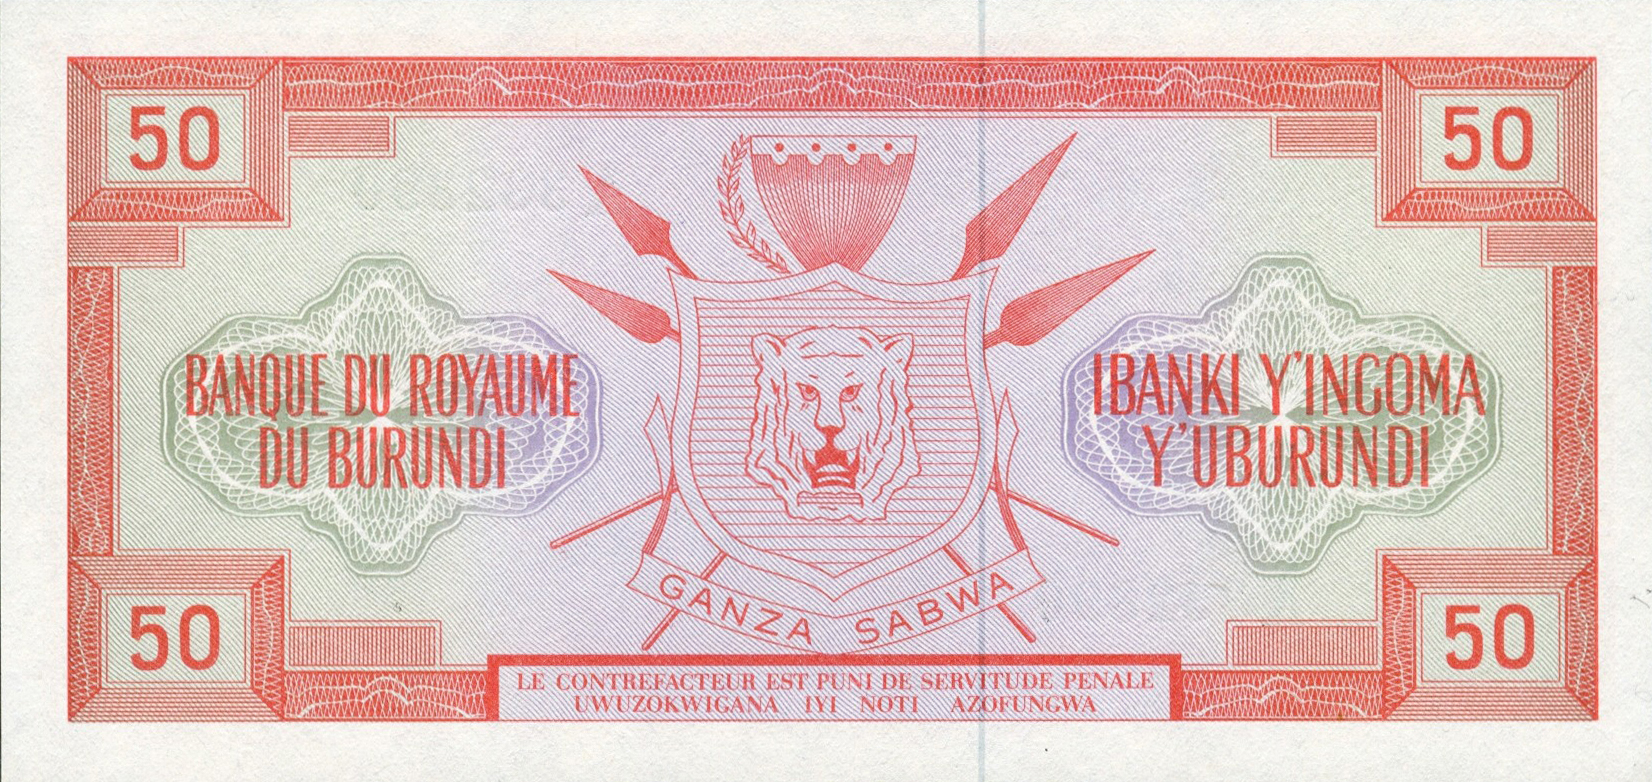 50
50
BANQUE DU ROYAUME
DU BURUNDI
IBANKI Y'INGOMA
Y'UBURUNDI
GANZA SABWA
50
50
LE CONTREFACTEUR EST PUNI DE SERVITUDE PENALE
UWUZOKWIGANA IYI NOTI AZOFUNGWA